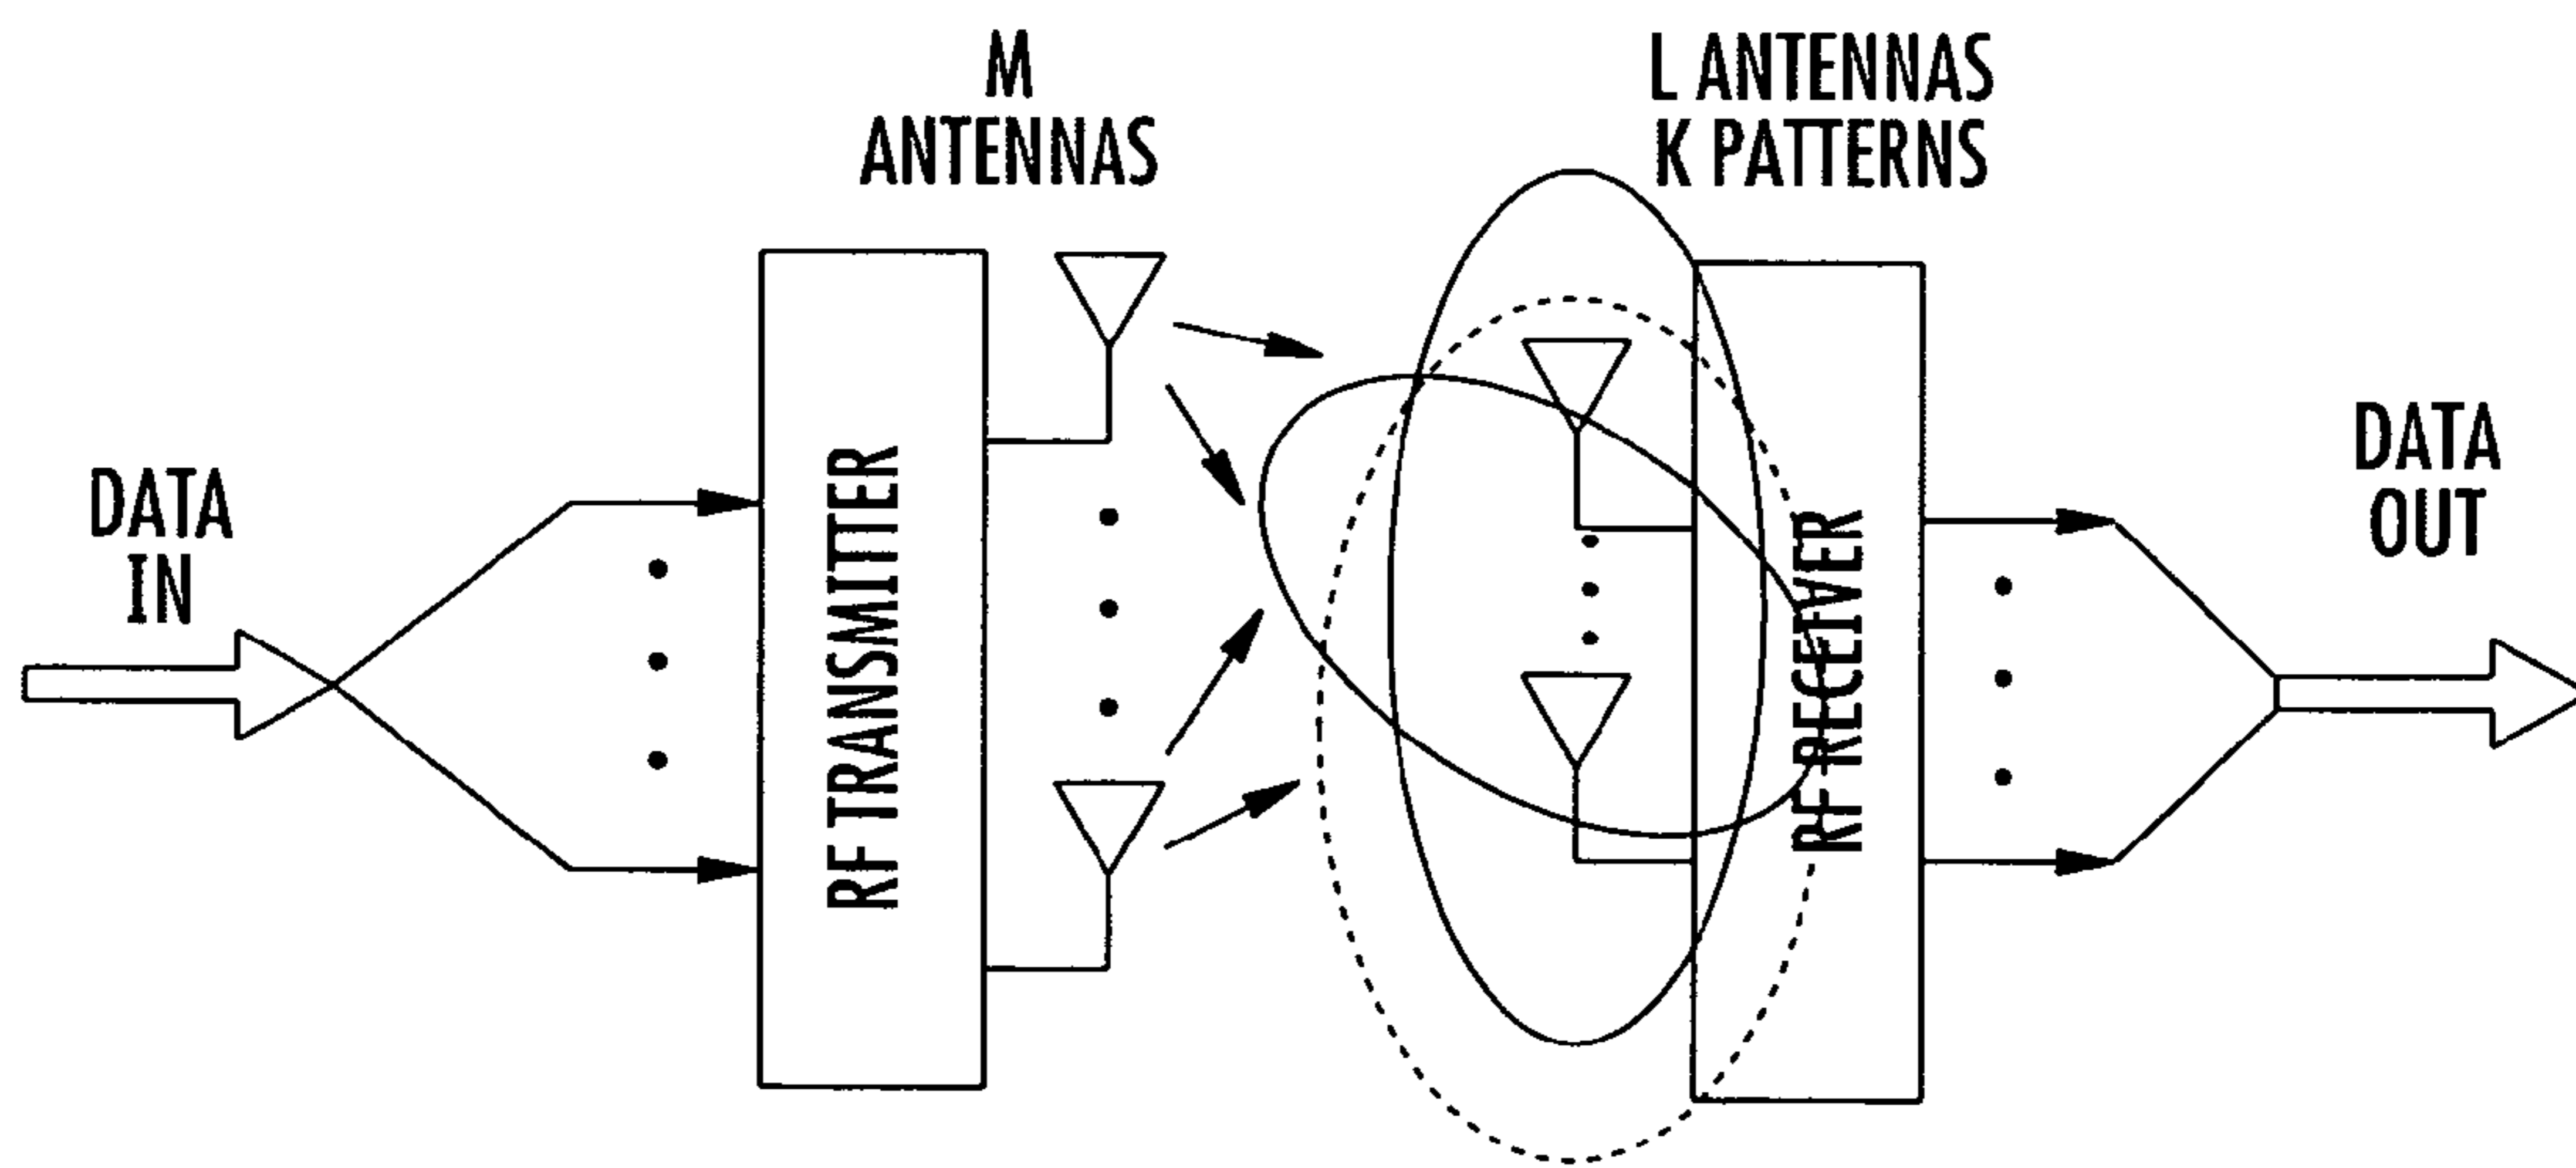 M
ANTENNAS
L ANTENNAS
K PATTERNS
DATA
IN
RF TRANSMITTER
RF RECEIVER
DATA
OUT